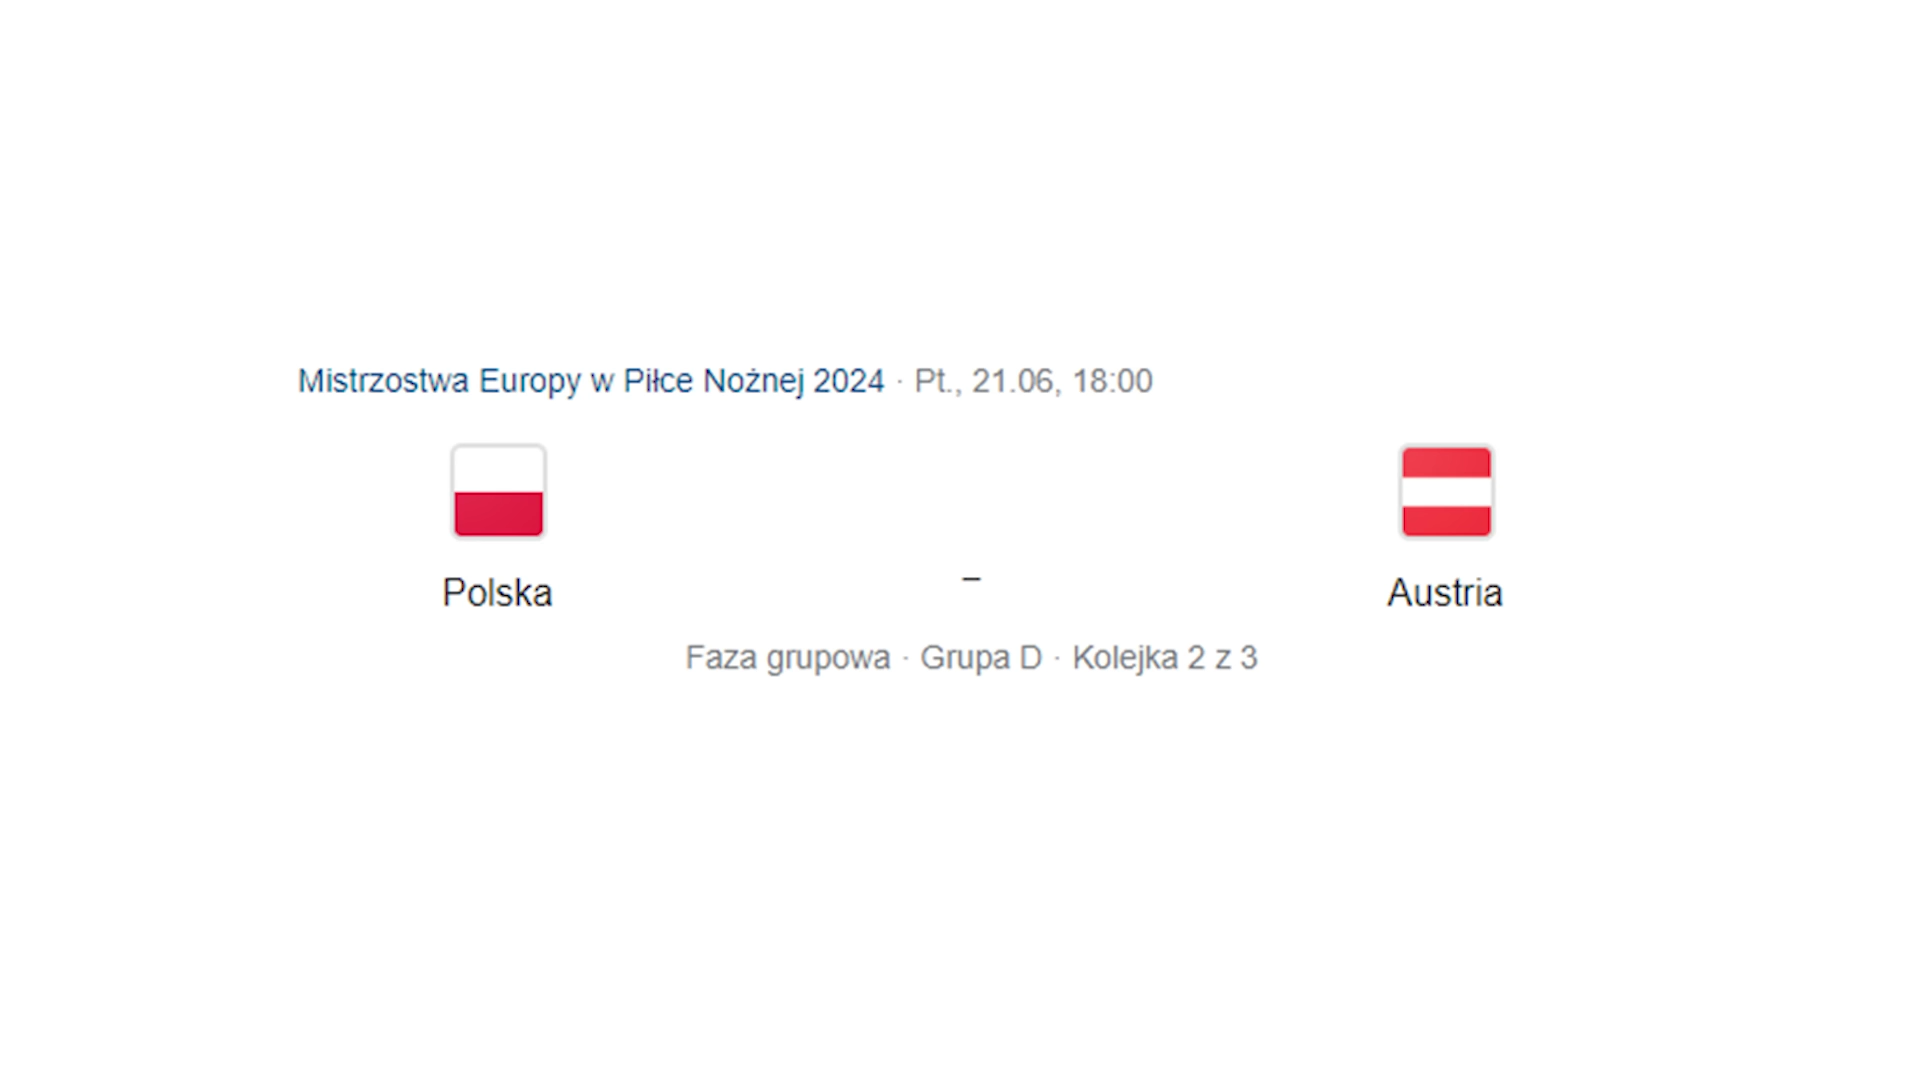 Mistrzostwa Europy w Piłce Nożnej 2024 · Pt., 21.06, 18:00
Polska
–
Austria
Faza grupowa · Grupa D · Kolejka 2 z 3